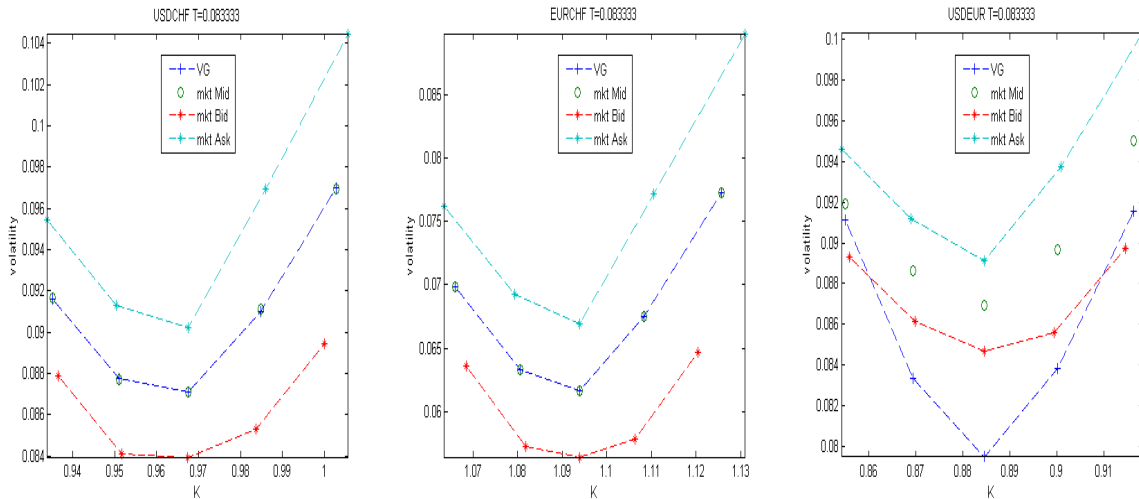 USDCHF T=0.083333
0.104
0.102
0.1
0.098
0.096
0.094
0.092
0.09
0.088
0.086
0.084
volatility
0.94 0.95 0.96 0.97 0.98 0.99 1
K
VG
mkt Mid
mkt Bid
mkt Ask
EURCHF T=0.083333
0.085
0.08
0.075
0.07
0.065
0.06
volatility
1.07 1.08 1.09 1.1 1.11 1.12 1.13
K
VG
mkt Mid
mkt Bid
mkt Ask
USDEUR T=0.083333
0.1
0.098
0.096
0.094
0.092
0.09
0.088
0.086
0.084
0.082
0.08
volatility
0.86 0.87 0.88 0.89 0.9 0.91
K
VG
mkt Mid
mkt Bid
mkt Ask